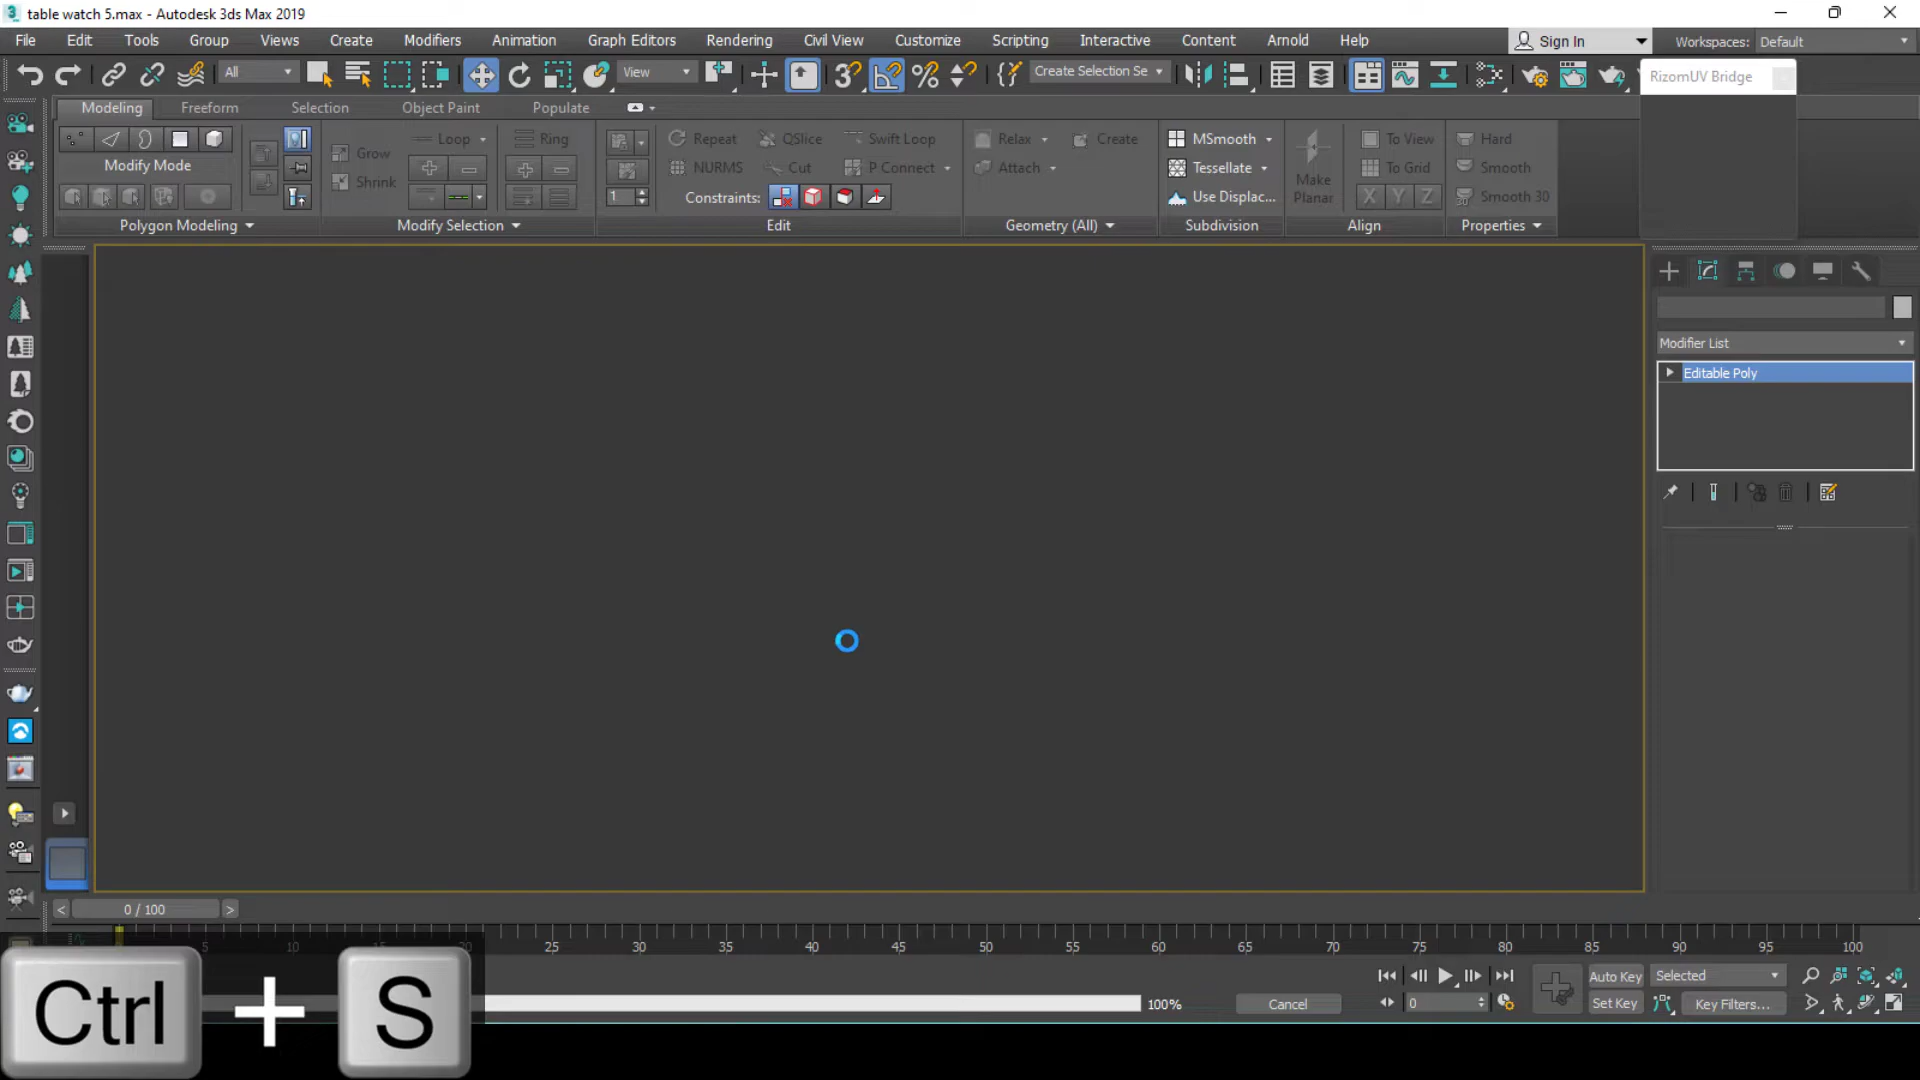 table watch 5.max - Autodesk 3ds Max 2019
File Edit Tools Group Views Create Modifiers Animation Graph Editors Rendering Civil View Customize Scripting Interactive Content Arnold Help Sign In Workspaces: Default
All View Create Selection Se RizomUV Bridge
Modeling Freeform Selection Object Paint Populate
Loop Ring Repeat QSlice Swift Loop Relax Create MSmooth To View Hard
Modify Mode Grow NURMS Cut P Connect Attach Tessellate Make Planar To Grid Smooth
Shrink 1 Constraints: Use Displac... X Y Z Smooth 30
Polygon Modeling Modify Selection Edit Geometry (All) Subdivision Align Properties
Modifier List
Editable Poly
< 0 / 100 >
5 10 15 20 25 30 35 40 45 50 55 60 65 70 75 80 85 90 95 100
Auto Key Selected
100% Cancel 0 Set Key Key Filters...
Ctrl + S